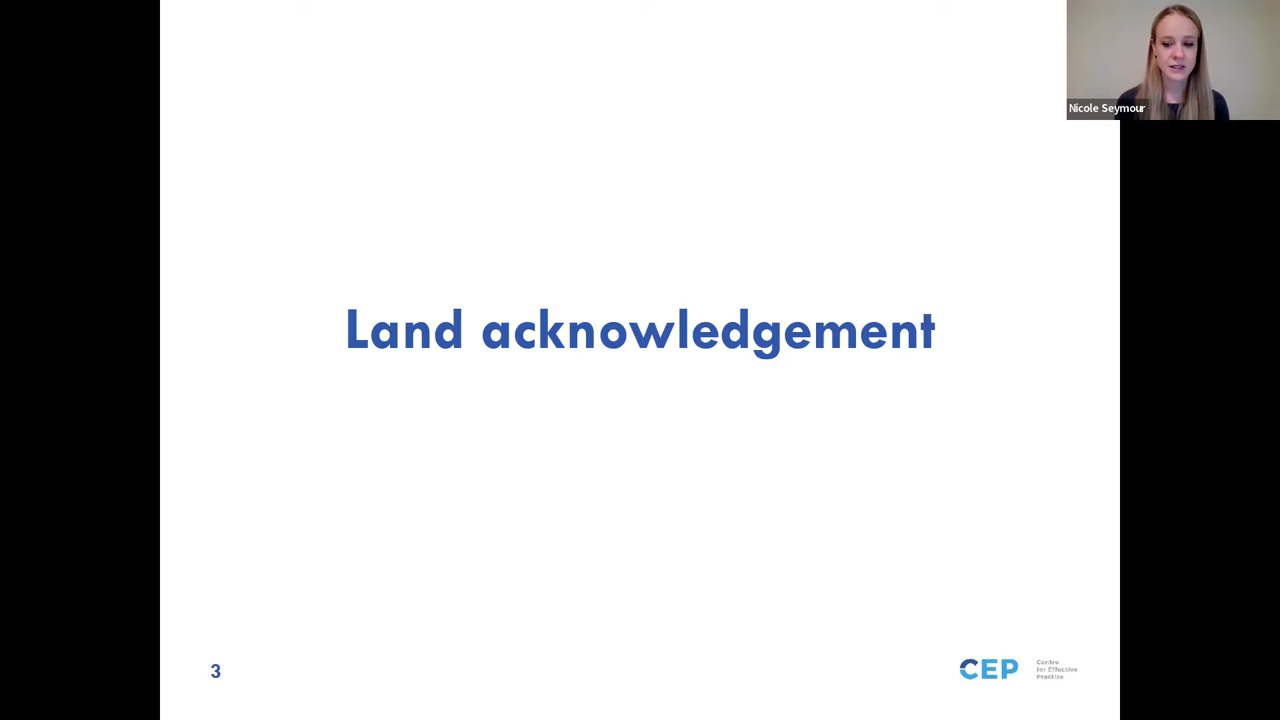 Nicole Seymour
Land acknowledgement
3
CEP
Centre
for Effective
Practice